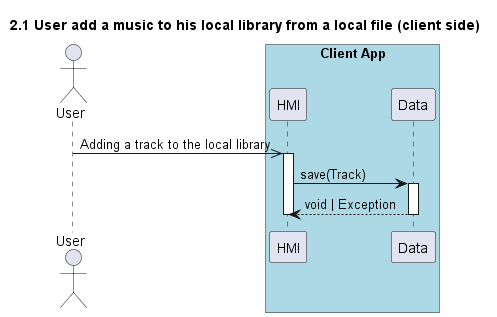 2.1 User add a music to his local library from a local file (client side)
Client App
User
HMI
Data
Adding a track to the local library
save(Track)
void | Exception
User
HMI
Data